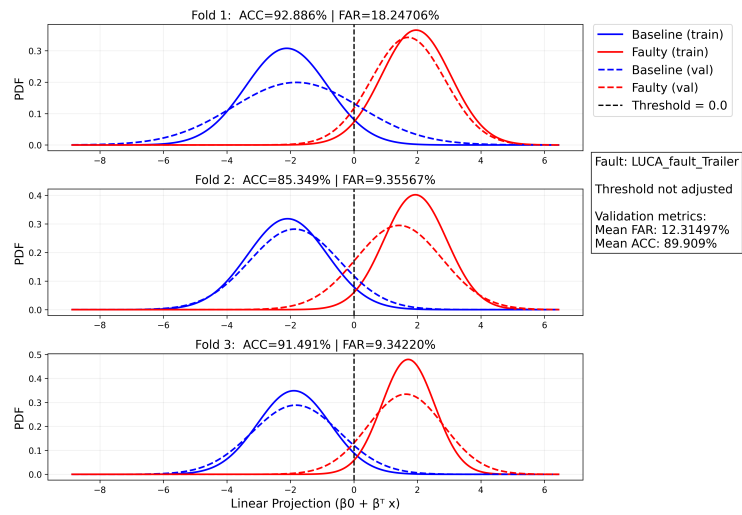 Fold 1:  ACC=92.886% | FAR=18.24706%
PDF
0.3
0.2
0.1
0.0
−8
−6
−4
−2
0
2
4
6
Baseline (train)
Faulty (train)
Baseline (val)
Faulty (val)
Threshold = 0.0
Fault: LUCA_fault_Trailer
Threshold not adjusted
Validation metrics:
Mean FAR: 12.31497%
Mean ACC: 89.909%
Fold 2:  ACC=85.349% | FAR=9.35567%
PDF
0.4
0.3
0.2
0.1
0.0
−8
−6
−4
−2
0
2
4
6
Fold 3:  ACC=91.491% | FAR=9.34220%
PDF
0.5
0.4
0.3
0.2
0.1
0.0
−8
−6
−4
−2
0
2
4
6
Linear Projection (β0 + βᵀ x)